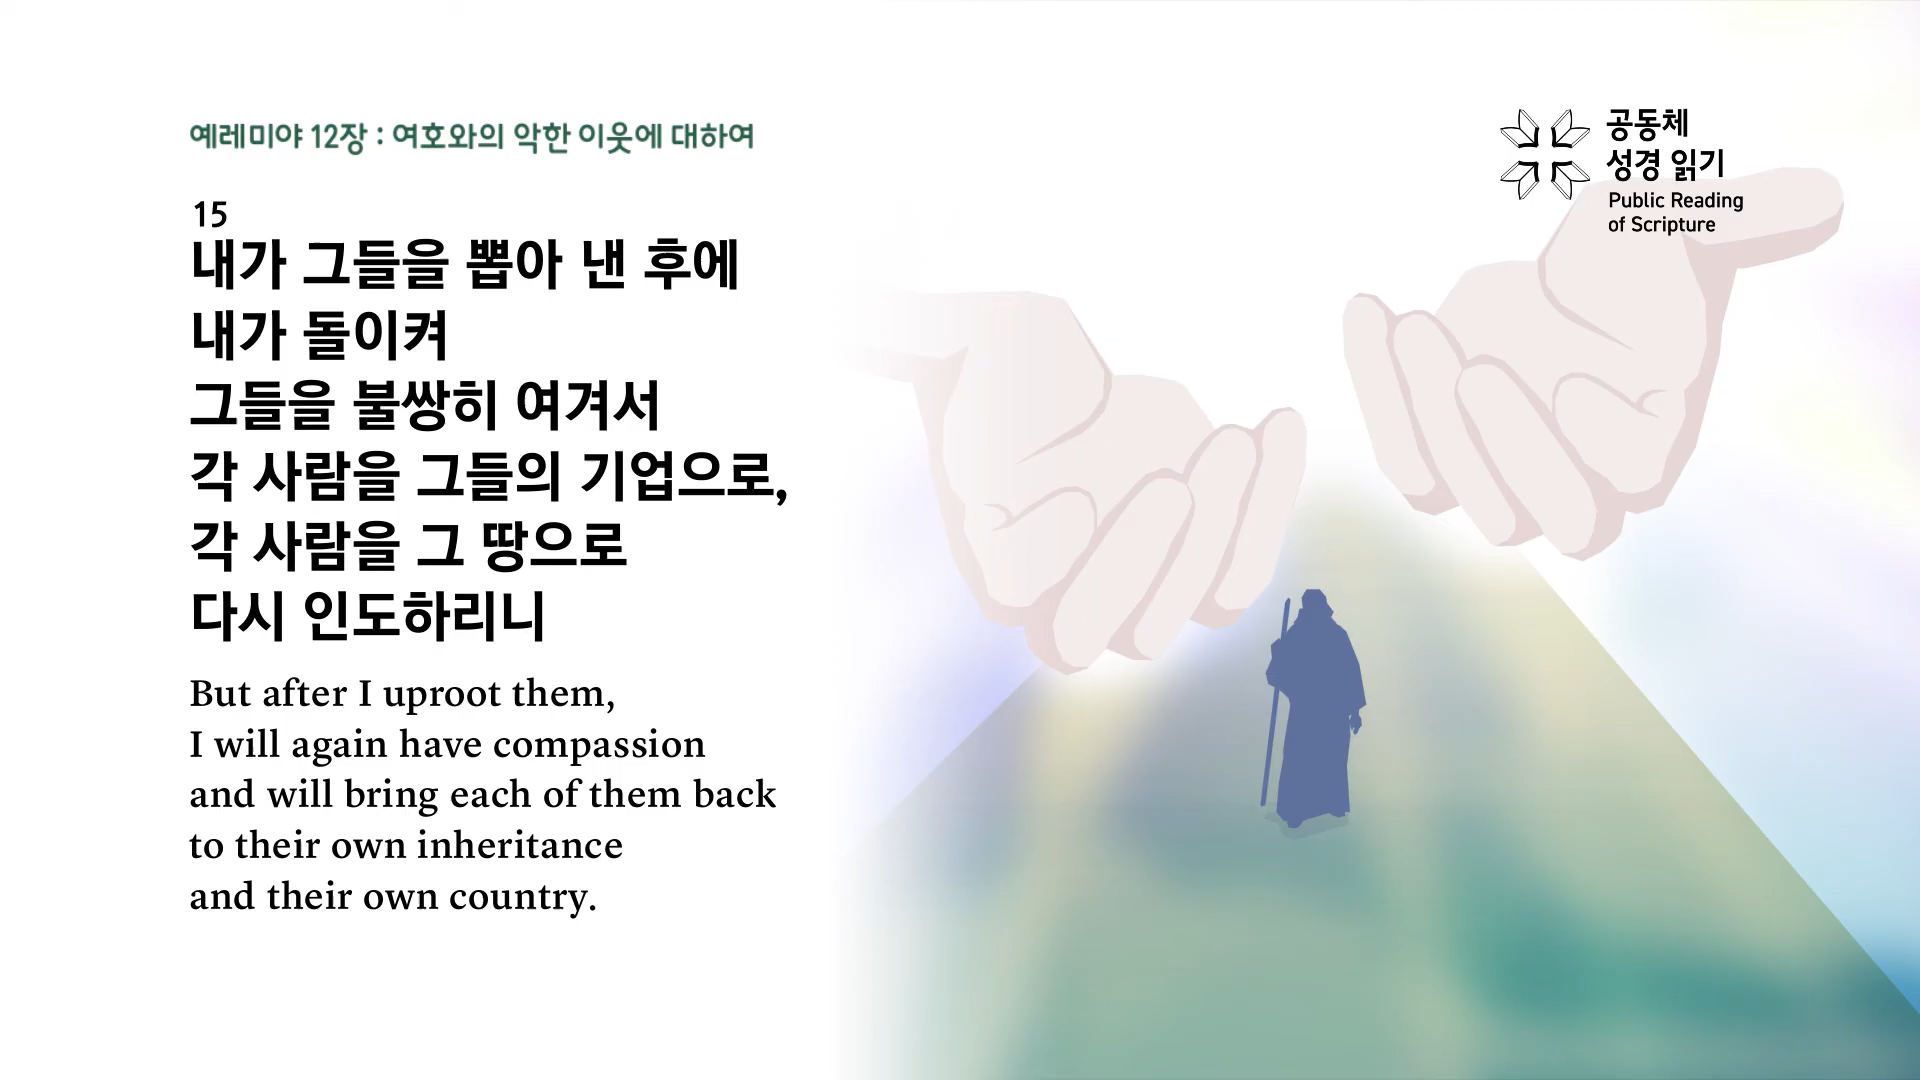 예레미야 12장 : 여호와의 악한 이웃에 대하여
15
내가 그들을 뽑아 낸 후에
내가 돌이켜
그들을 불쌍히 여겨서
각 사람을 그들의 기업으로,
각 사람을 그 땅으로
다시 인도하리니
But after I uproot them,
I will again have compassion
and will bring each of them back
to their own inheritance
and their own country.
공동체
성경 읽기
Public Reading
of Scripture